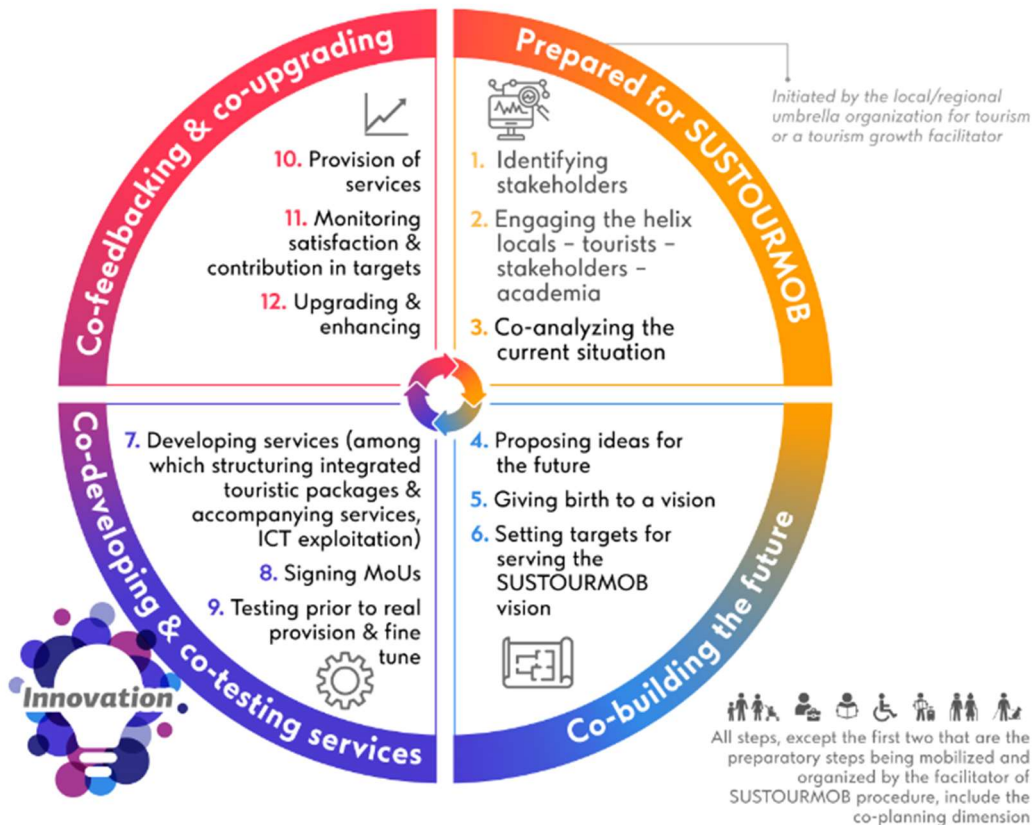 Prepared for SUSTOURMOB
Initiated by the local/regional
umbrella organization for tourism
or a tourism growth facilitator
1. Identifying
stakeholders
2. Engaging the helix
locals – tourists –
stakeholders –
academia
3. Co-analyzing the
current situation
Co-building the future
4. Proposing ideas for
the future
5. Giving birth to a vision
6. Setting targets for
serving the
SUSTOURMOB
vision
Co-developing & co-testing services
7. Developing services (among
which structuring integrated
touristic packages &
accompanying services,
ICT exploitation)
8. Signing MoUs
9. Testing prior to real
provision & fine
tune
Co-feedbacking & co-upgrading
10. Provision of
services
11. Monitoring
satisfaction &
contribution in targets
12. Upgrading &
enhancing
Innovation
All steps, except the first two that are the
preparatory steps being mobilized and
organized by the facilitator of
SUSTOURMOB procedure, include the
co-planning dimension